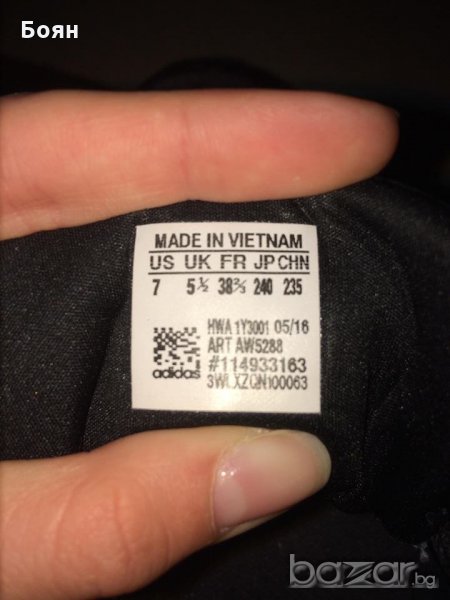 Боян
MADE IN VIETNAM
US UK FR JP CHN
7 5½ 38⅔ 240 235
HWA 1Y3001 05/16
ART AW5288
#114933163
adidas
3WLXZQN100063
bazar.bg